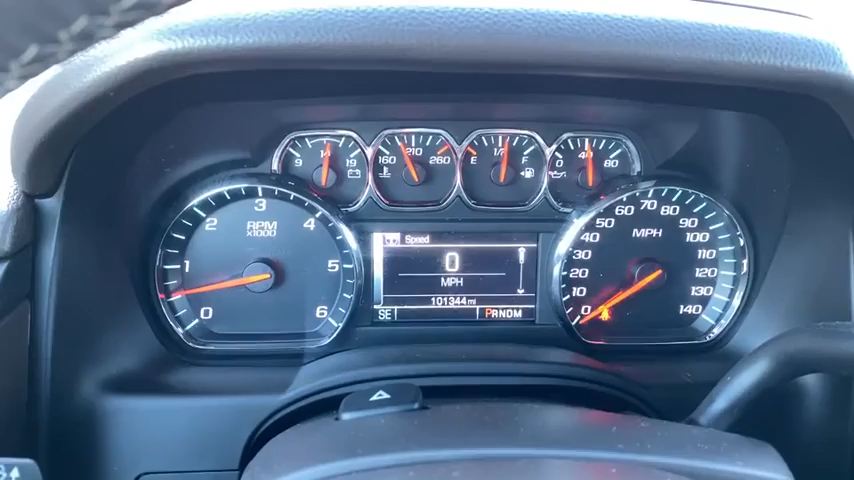 9 14 19
160 210 260
E 1/2 F
0 40 80
0 1 2 3 4 5 6
RPM
x1000
Speed
0
MPH
101344 mi
SE PRNDM
0 10 20 30 40 50 60 70 80 90 100 110 120 130 140
MPH